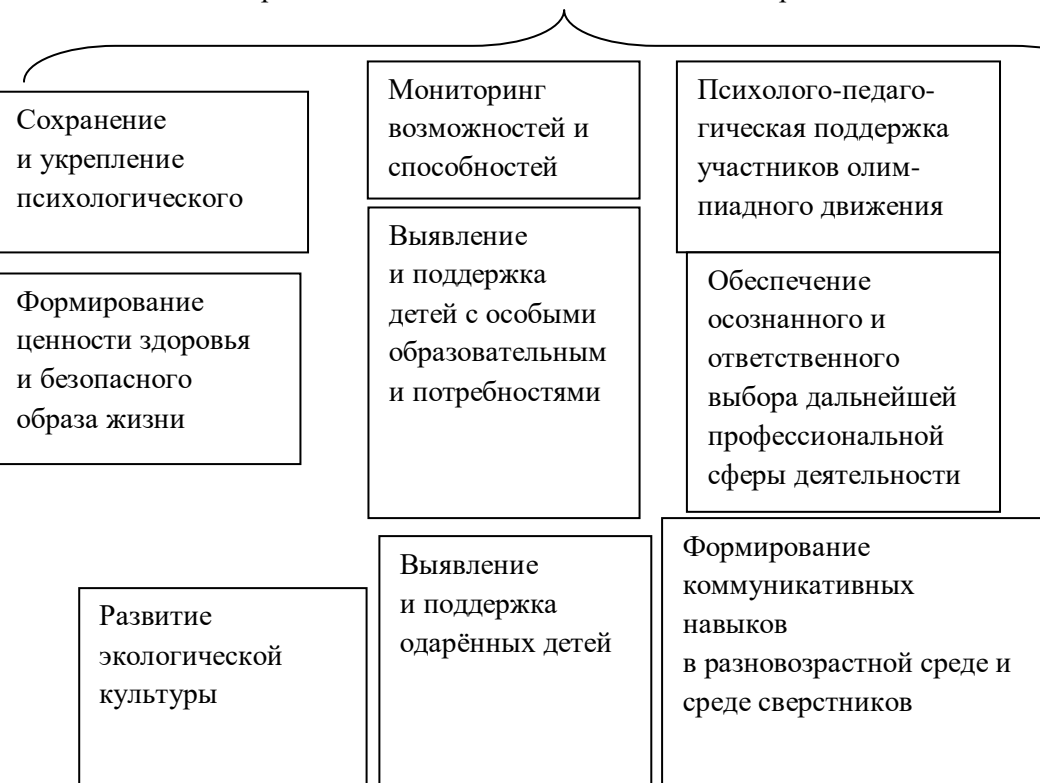 Сохранение
и укрепление
психологического
Формирование
ценности здоровья
и безопасного
образа жизни
Развитие
экологической
культуры
Мониторинг
возможностей и
способностей
Выявление
и поддержка
детей с особыми
образовательным
и потребностями
Выявление
и поддержка
одарённых детей
Психолого-педаго-
гическая поддержка
участников олим-
пиадного движения
Обеспечение
осознанного и
ответственного
выбора дальнейшей
профессиональной
сферы деятельности
Формирование
коммуникативных
навыков
в разновозрастной среде и
среде сверстников